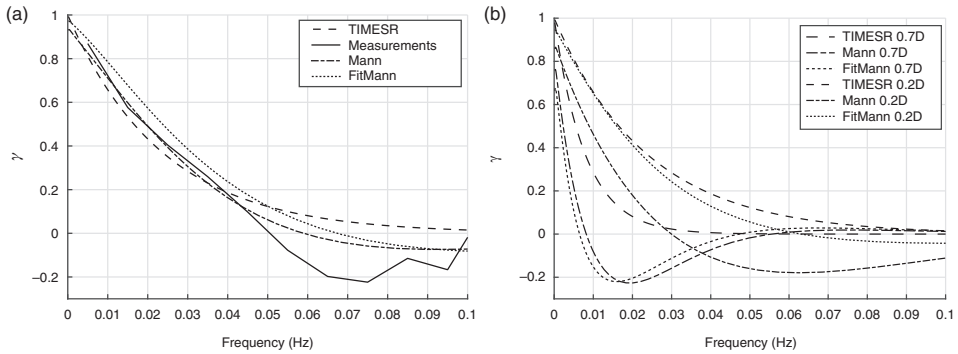 (a)
1
0.8
0.6
0.4
0.2
0
−0.2
γ
0 0.01 0.02 0.03 0.04 0.05 0.06 0.07 0.08 0.09 0.1
Frequency (Hz)
TIMESR
Measurements
Mann
FitMann
(b)
1
0.8
0.6
0.4
0.2
0
−0.2
γ
0 0.01 0.02 0.03 0.04 0.05 0.06 0.07 0.08 0.09 0.1
Frequency (Hz)
TIMESR 0.7D
Mann 0.7D
FitMann 0.7D
TIMESR 0.2D
Mann 0.2D
FitMann 0.2D